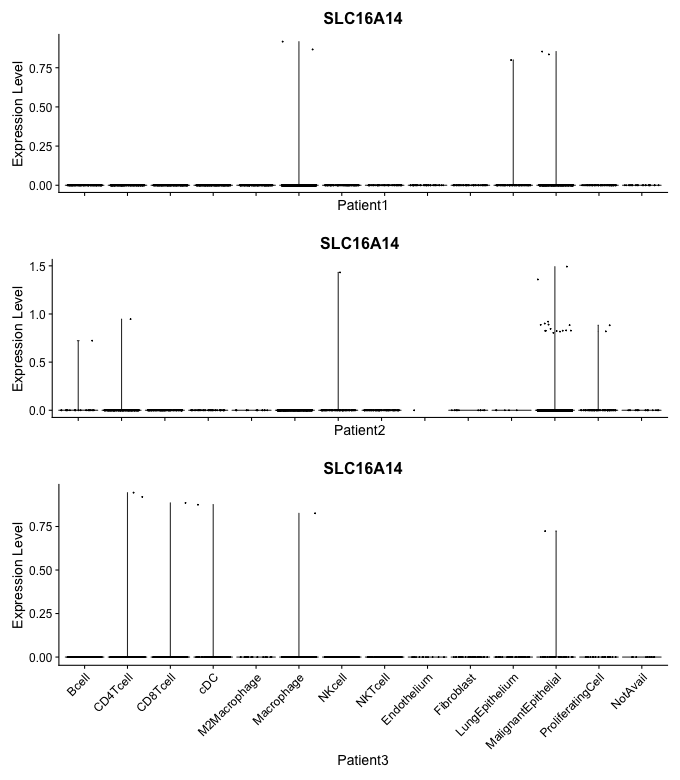 SLC16A14
Expression Level
0.75
0.50
0.25
0.00
Patient1
SLC16A14
Expression Level
1.5
1.0
0.5
0.0
Patient2
SLC16A14
Expression Level
0.75
0.50
0.25
0.00
Bcell
CD4Tcell
CD8Tcell
cDC
M2Macrophage
Macrophage
NKcell
NKTcell
Endothelium
Fibroblast
LungEpithelium
MalignantEpithelial
ProliferatingCell
NotAvail
Patient3